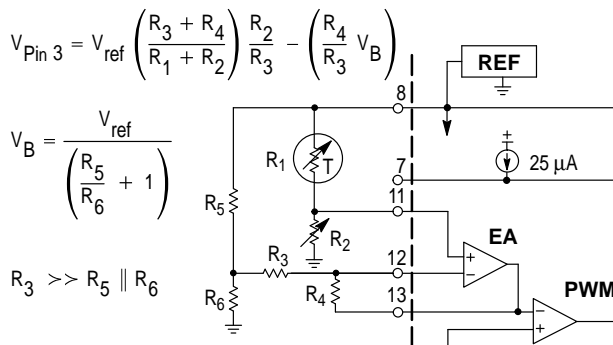 V_Pin 3 = V_ref ( (R_3 + R_4) / (R_1 + R_2) ) R_2 / R_3 − ( R_4 / R_3 V_B )
V_B = V_ref / ( R_5 / R_6 + 1 )
R_3 >> R_5 ∥ R_6
REF
8
R_1
T
+
25 μA
7
11
R_5
R_2
EA
+
R_3
12
−
R_6
R_4
13
PWM
−
+